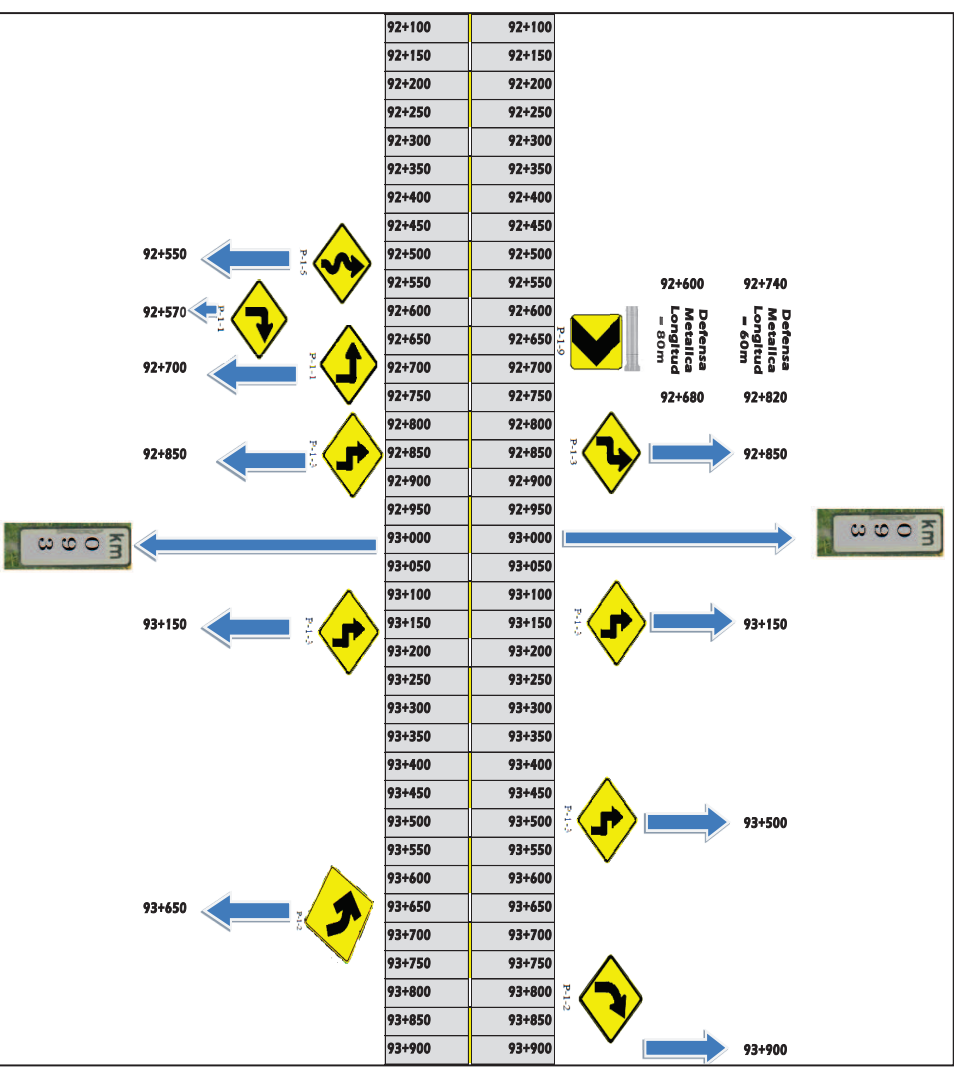 92+100 92+100
92+150 92+150
92+200 92+200
92+250 92+250
92+300 92+300
92+350 92+350
92+400 92+400
92+450 92+450
92+500 92+500
92+550 92+550
92+600 92+600
92+650 92+650
92+700 92+700
92+750 92+750
92+800 92+800
92+850 92+850
92+900 92+900
92+950 92+950
93+000 93+000
93+050 93+050
93+100 93+100
93+150 93+150
93+200 93+200
93+250 93+250
93+300 93+300
93+350 93+350
93+400 93+400
93+450 93+450
93+500 93+500
93+550 93+550
93+600 93+600
93+650 93+650
93+700 93+700
93+750 93+750
93+800 93+800
93+850 93+850
93+900 93+900
92+550
P-1-5
92+570
P-1-1
92+700
P-1-1
92+850
P-1-3
km
093
93+150
P-1-3
93+650
P-1-2
P-1-9
92+600
Defensa
Metalica
Longitud
= 80m
92+680
92+740
Defensa
Metalica
Longitud
= 60m
92+820
P-1-3
92+850
km
093
P-1-3
93+150
P-1-3
93+500
P-1-2
93+900